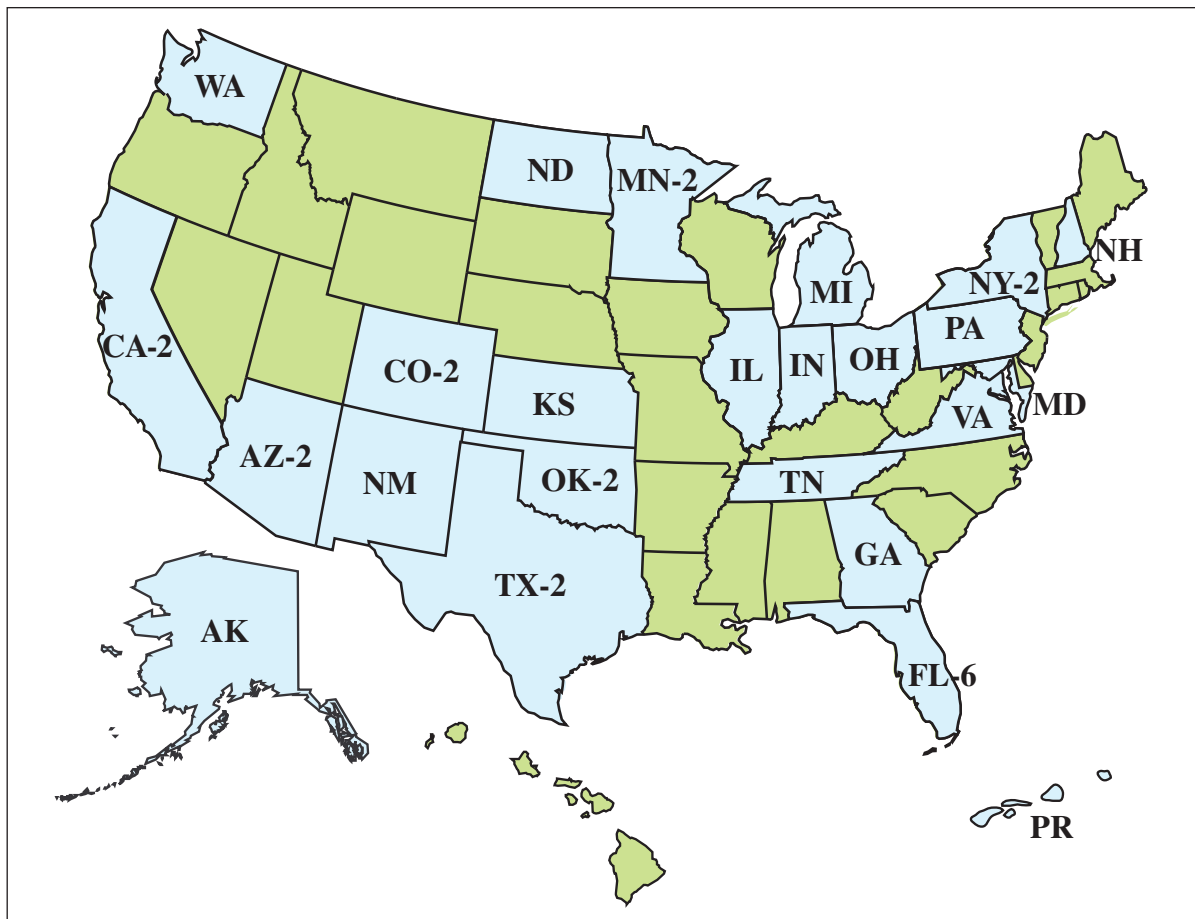 WA
ND
MN-2
NH
NY-2
MI
PA
CA-2
CO-2
IL
IN
OH
KS
MD
VA
AZ-2
NM
OK-2
TN
GA
TX-2
AK
FL-6
PR